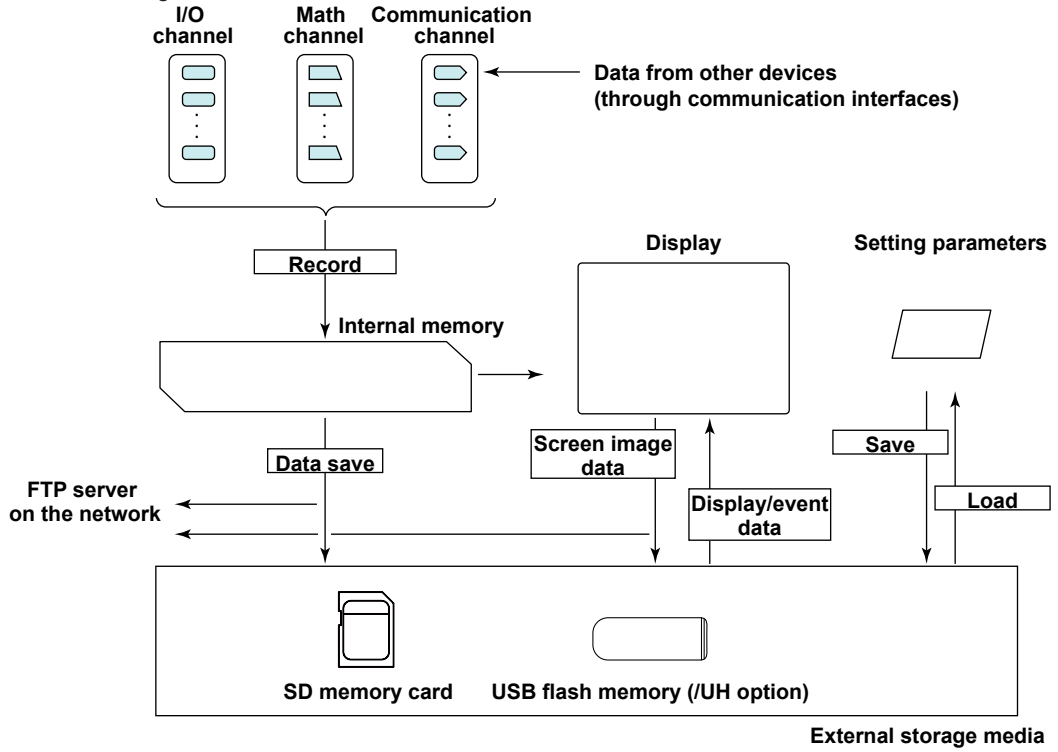 I/O
channel
Math
channel
Communication
channel
Data from other devices
(through communication interfaces)
Record
Display
Setting parameters
Internal memory
Data save
Screen image
data
Save
FTP server
on the network
Display/event
data
Load
SD memory card
USB flash memory (/UH option)
External storage media